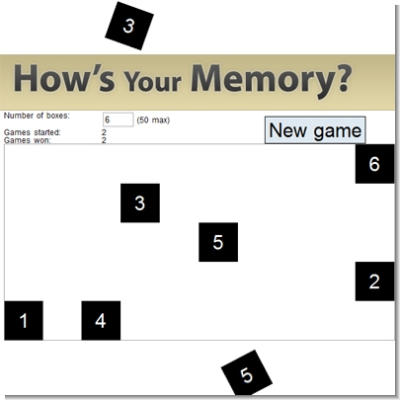 3
How's Your Memory?
Number of boxes: 6 (50 max)
Games started: 2
Games won: 2
New game
6
3
5
2
1 4
5